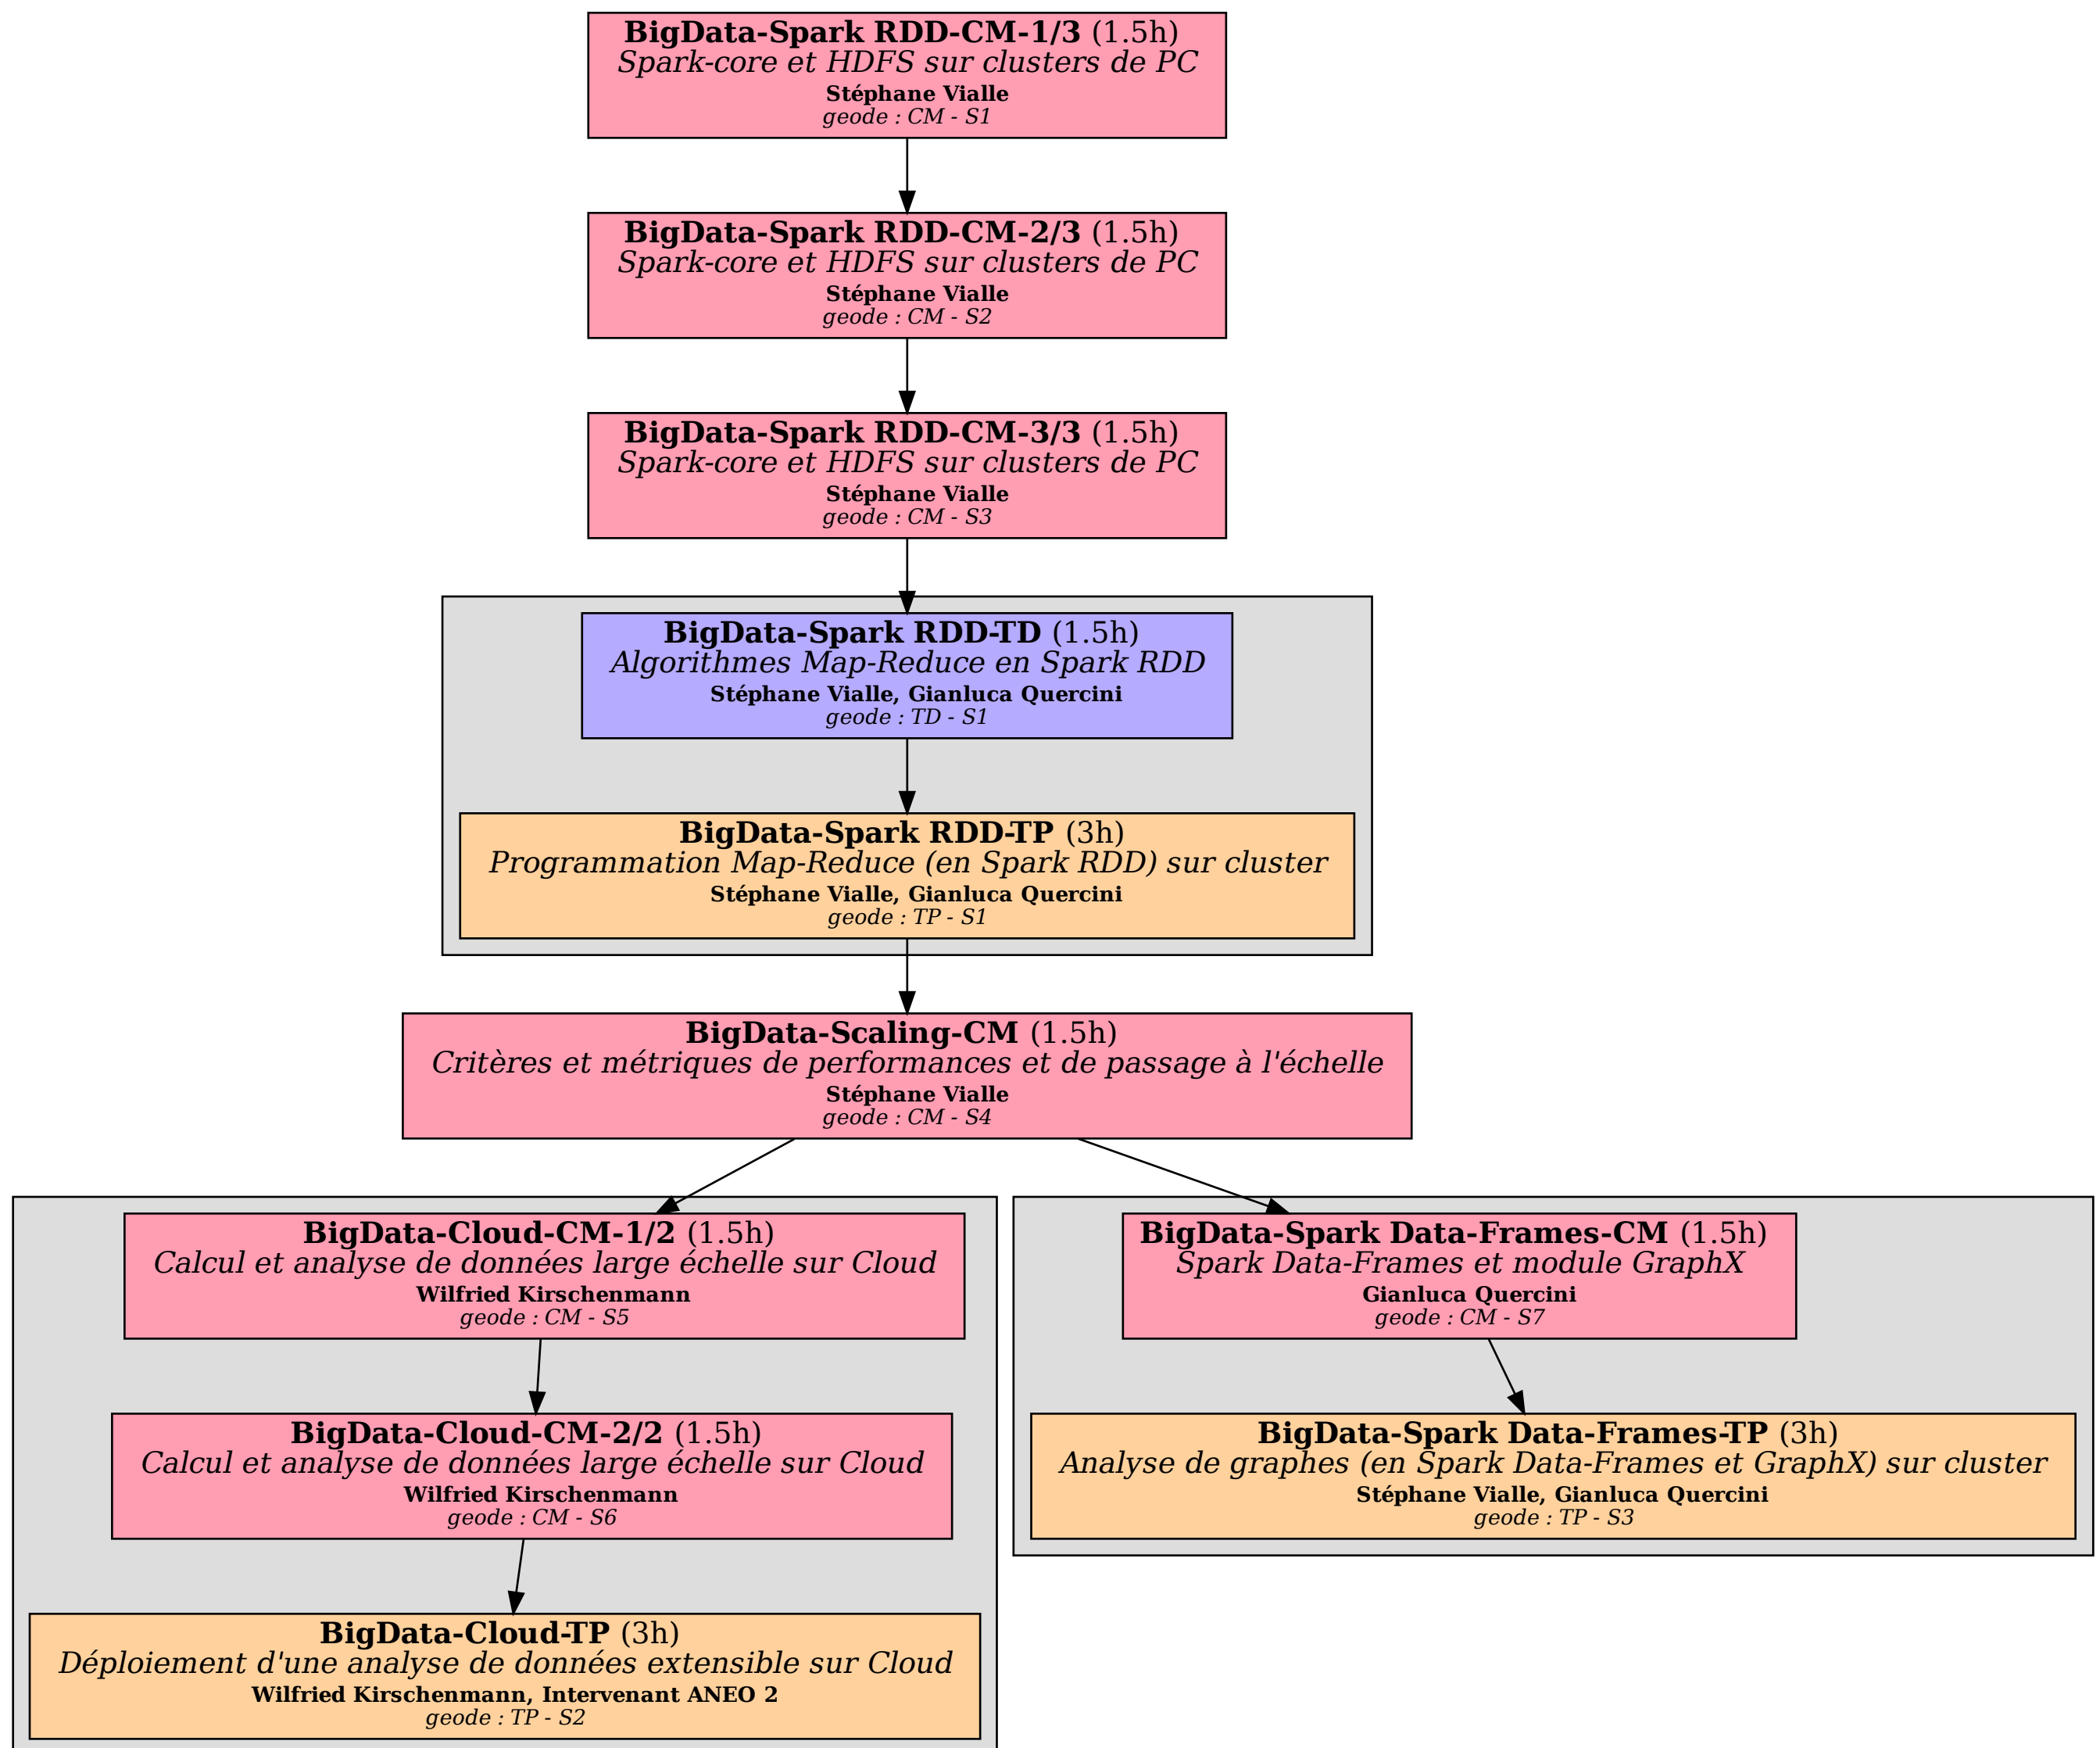 BigData-Spark RDD-CM-1/3 (1.5h)
Spark-core et HDFS sur clusters de PC
Stéphane Vialle
geode : CM - S1
BigData-Spark RDD-CM-2/3 (1.5h)
Spark-core et HDFS sur clusters de PC
Stéphane Vialle
geode : CM - S2
BigData-Spark RDD-CM-3/3 (1.5h)
Spark-core et HDFS sur clusters de PC
Stéphane Vialle
geode : CM - S3
BigData-Spark RDD-TD (1.5h)
Algorithmes Map-Reduce en Spark RDD
Stéphane Vialle, Gianluca Quercini
geode : TD - S1
BigData-Spark RDD-TP (3h)
Programmation Map-Reduce (en Spark RDD) sur cluster
Stéphane Vialle, Gianluca Quercini
geode : TP - S1
BigData-Scaling-CM (1.5h)
Critères et métriques de performances et de passage à l'échelle
Stéphane Vialle
geode : CM - S4
BigData-Cloud-CM-1/2 (1.5h)
Calcul et analyse de données large échelle sur Cloud
Wilfried Kirschenmann
geode : CM - S5
BigData-Cloud-CM-2/2 (1.5h)
Calcul et analyse de données large échelle sur Cloud
Wilfried Kirschenmann
geode : CM - S6
BigData-Cloud-TP (3h)
Déploiement d'une analyse de données extensible sur Cloud
Wilfried Kirschenmann, Intervenant ANEO 2
geode : TP - S2
BigData-Spark Data-Frames-CM (1.5h)
Spark Data-Frames et module GraphX
Gianluca Quercini
geode : CM - S7
BigData-Spark Data-Frames-TP (3h)
Analyse de graphes (en Spark Data-Frames et GraphX) sur cluster
Stéphane Vialle, Gianluca Quercini
geode : TP - S3